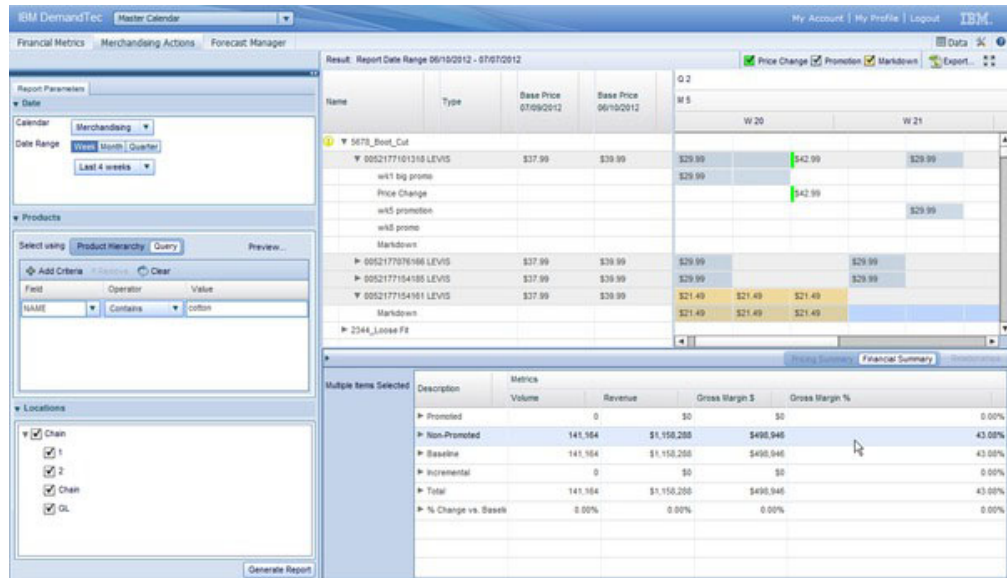 IBM DemandTec Master Calendar My Account | My Profile | Logout IBM.
Financial Metrics Merchandising Actions Forecast Manager Data
Result: Report Date Range 06/10/2012 - 07/07/2012 Price Change Promotion Markdown Export...
Report Parameters
Date
Calendar Merchandising
Date Range Week Month Quarter
Last 4 weeks
Products
Select using Product Hierarchy Query Preview...
Add Criteria Remove Clear
Field Operator Value
NAME Contains cotton
Locations
Chain
1
2
Chain
GL
Generate Report
Name Type Base Price 07/09/2012 Base Price 06/10/2012
Q 2
M 5
W 20 W 21
5678_Boot_Cut
0052177101318 LEVIS $37.99 $39.99 $29.99 $42.99 $29.99
wk1 big promo $29.99
Price Change $42.99
wk5 promotion $29.99
wk8 promo
Markdown
0052177076166 LEVIS $37.99 $39.99 $29.99 $29.99
0052177154185 LEVIS $37.99 $39.99 $29.99 $29.99
0052177154161 LEVIS $37.99 $39.99 $21.49 $21.49 $21.49
Markdown $21.49 $21.49 $21.49
2344_Loose Fit
Pricing Summary Financial Summary
Multiple Items Selected
Description Metrics
Volume Revenue Gross Margin $ Gross Margin %
Promoted 0 $0 $0 0.00%
Non-Promoted 141,164 $1,158,288 $498,946 43.08%
Baseline 141,164 $1,158,288 $498,946 43.08%
Incremental 0 $0 $0 0.00%
Total 141,164 $1,158,288 $498,946 43.08%
% Change vs. Baseli 0.00% 0.00% 0.00% 0.00%